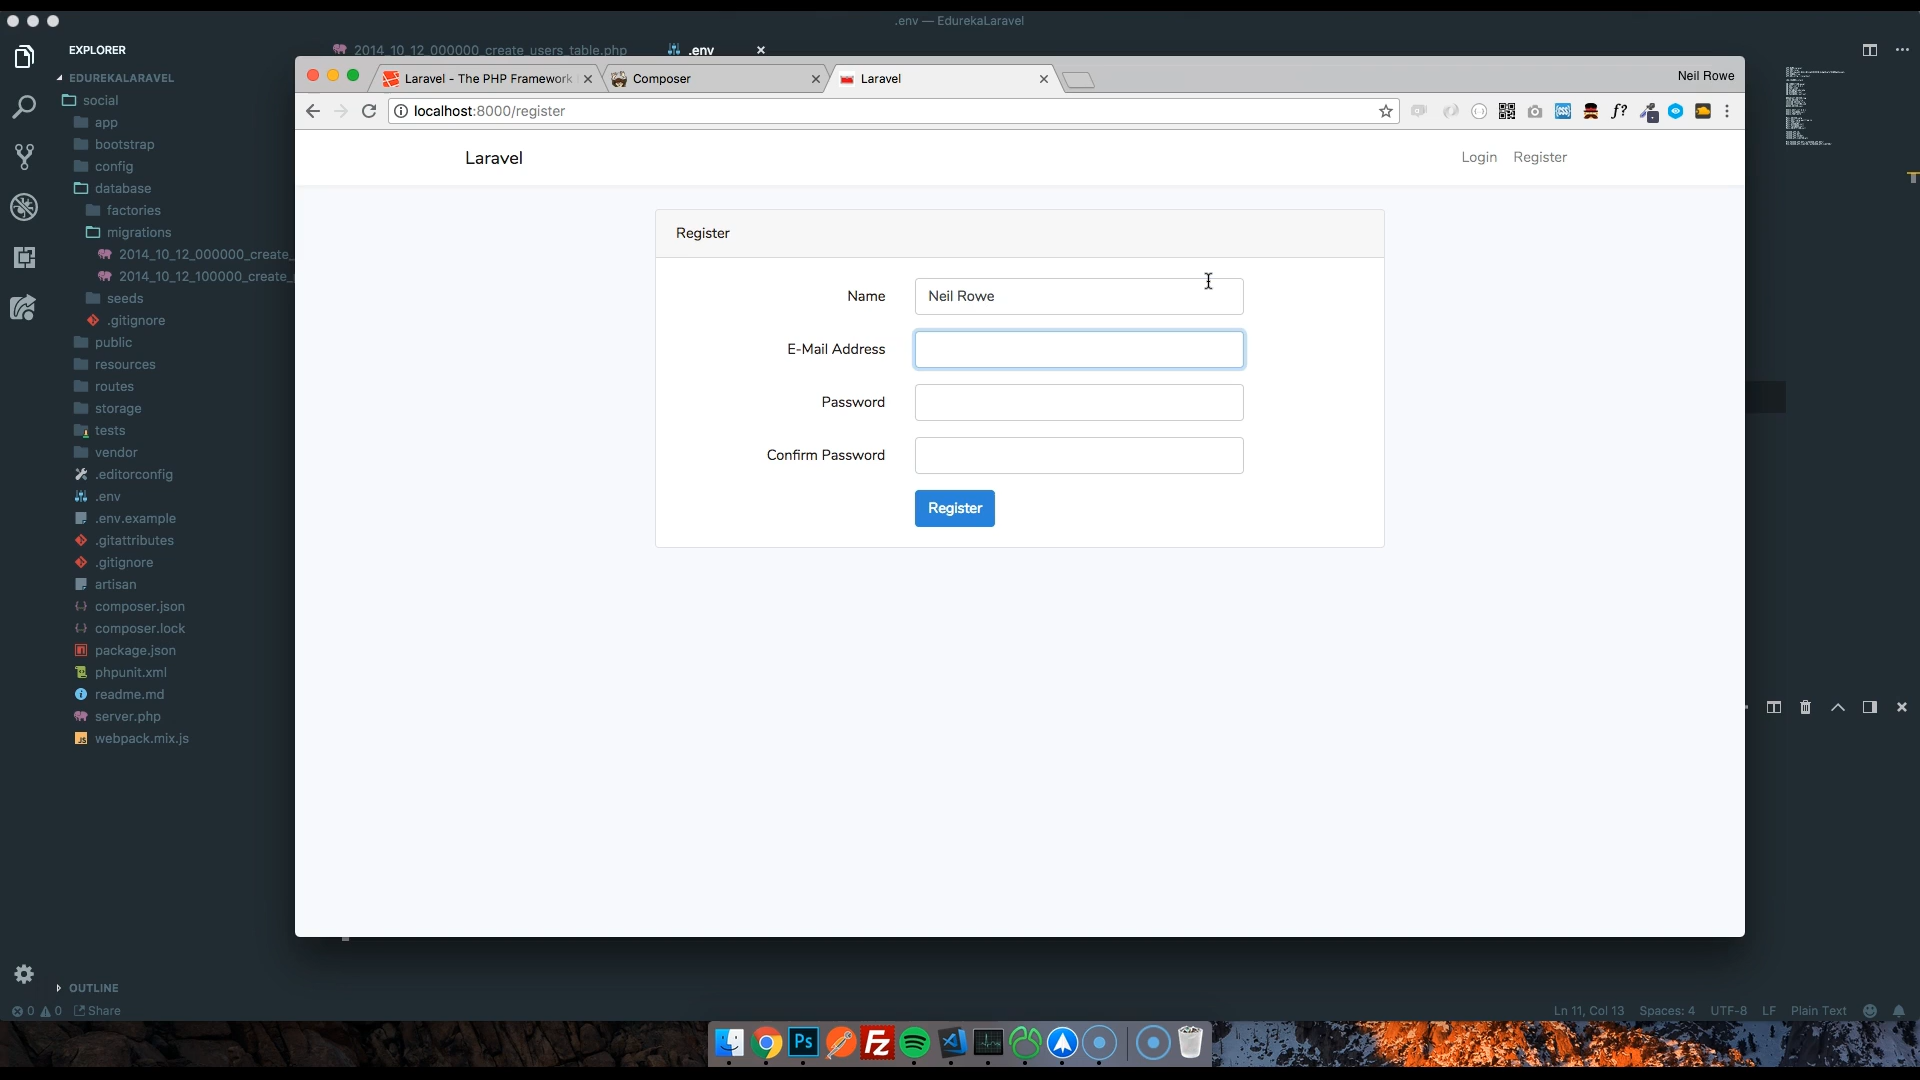 .env — EdurekaLaravel
EXPLORER
2014_10_12_000000_create_users_table.php
.env
EDUREKALARAVEL
social
app
bootstrap
config
database
factories
migrations
2014_10_12_000000_create_
2014_10_12_100000_create_
seeds
.gitignore
public
resources
routes
storage
tests
vendor
.editorconfig
.env
.env.example
.gitattributes
.gitignore
artisan
composer.json
composer.lock
package.json
phpunit.xml
readme.md
server.php
webpack.mix.js
OUTLINE
0 0 Share
Laravel - The PHP Framework
Composer
Laravel
Neil Rowe
localhost:8000/register
f?
Laravel
Login Register
Register
Name Neil Rowe
E-Mail Address
Password
Confirm Password
Register
Ln 11, Col 13 Spaces: 4 UTF-8 LF Plain Text
Ps
Fz